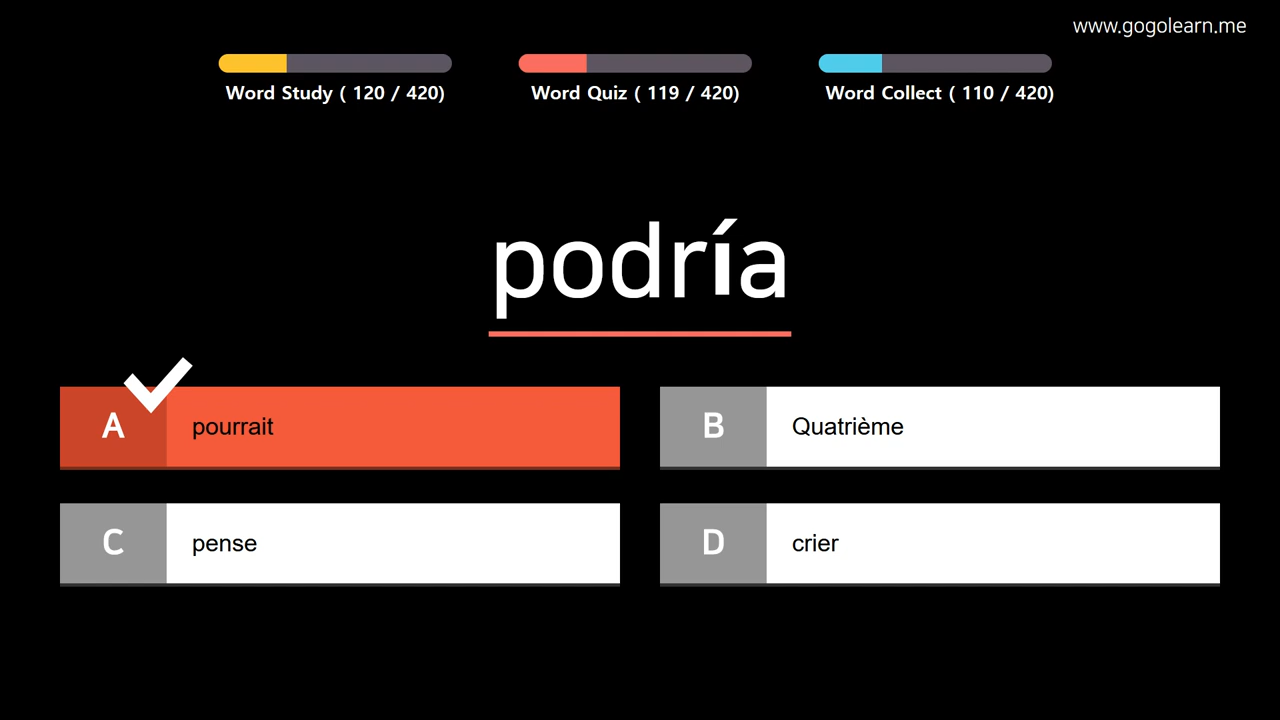 www.gogolearn.me
Word Study ( 120 / 420)
Word Quiz ( 119 / 420)
Word Collect ( 110 / 420)
podría
A pourrait
B Quatrième
C pense
D crier